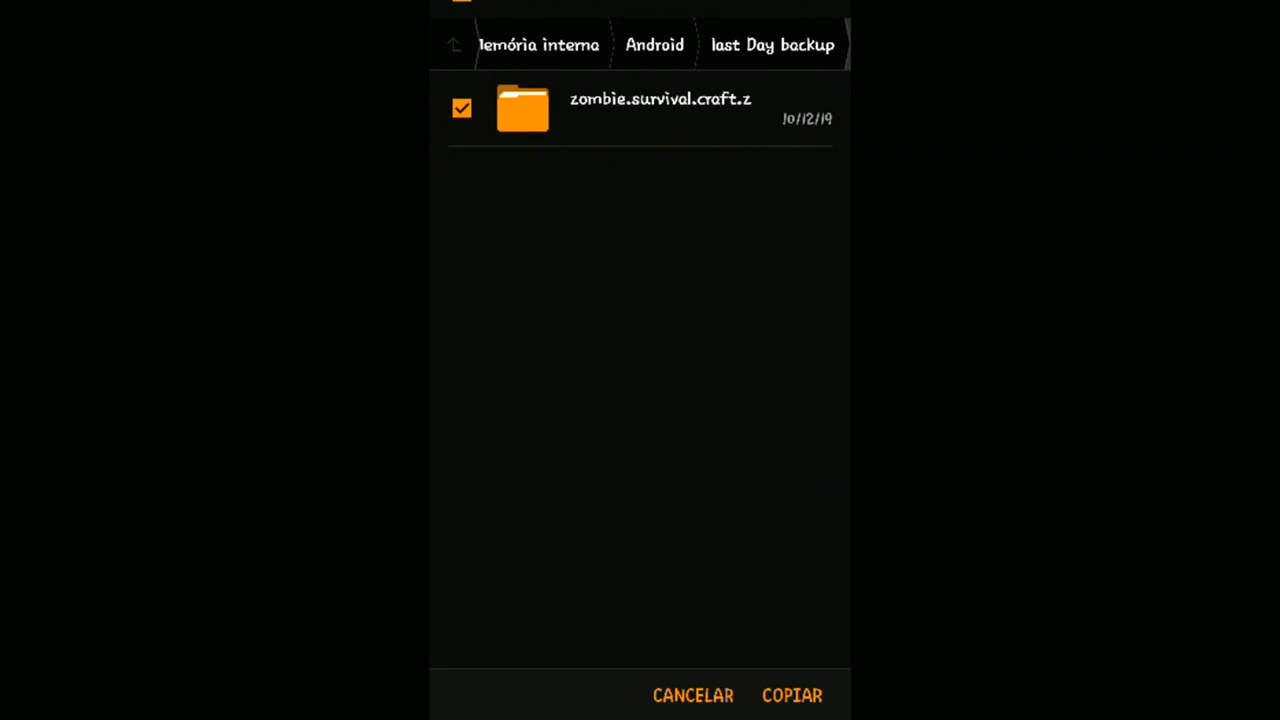 lemória interna Android last Day backup
zombie.survival.craft.z
10/12/19
CANCELAR COPIAR